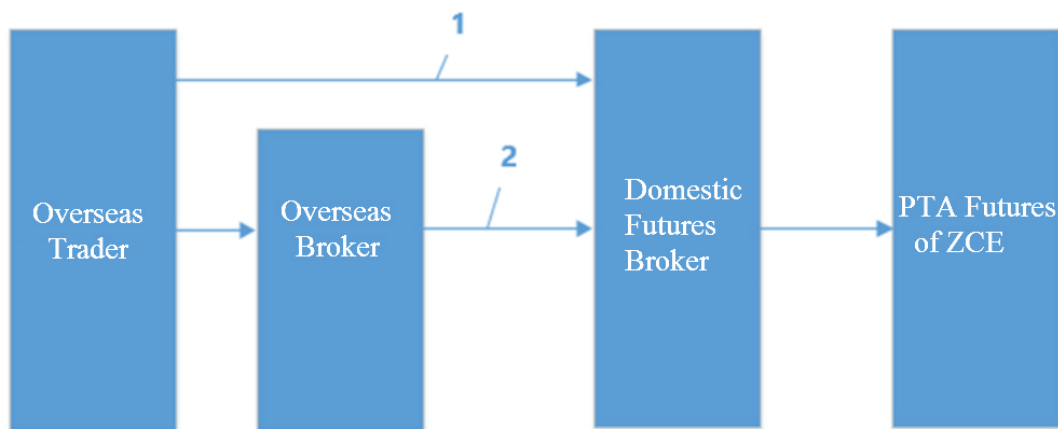 1
2
Overseas
Trader
Overseas
Broker
Domestic
Futures
Broker
PTA Futures
of ZCE